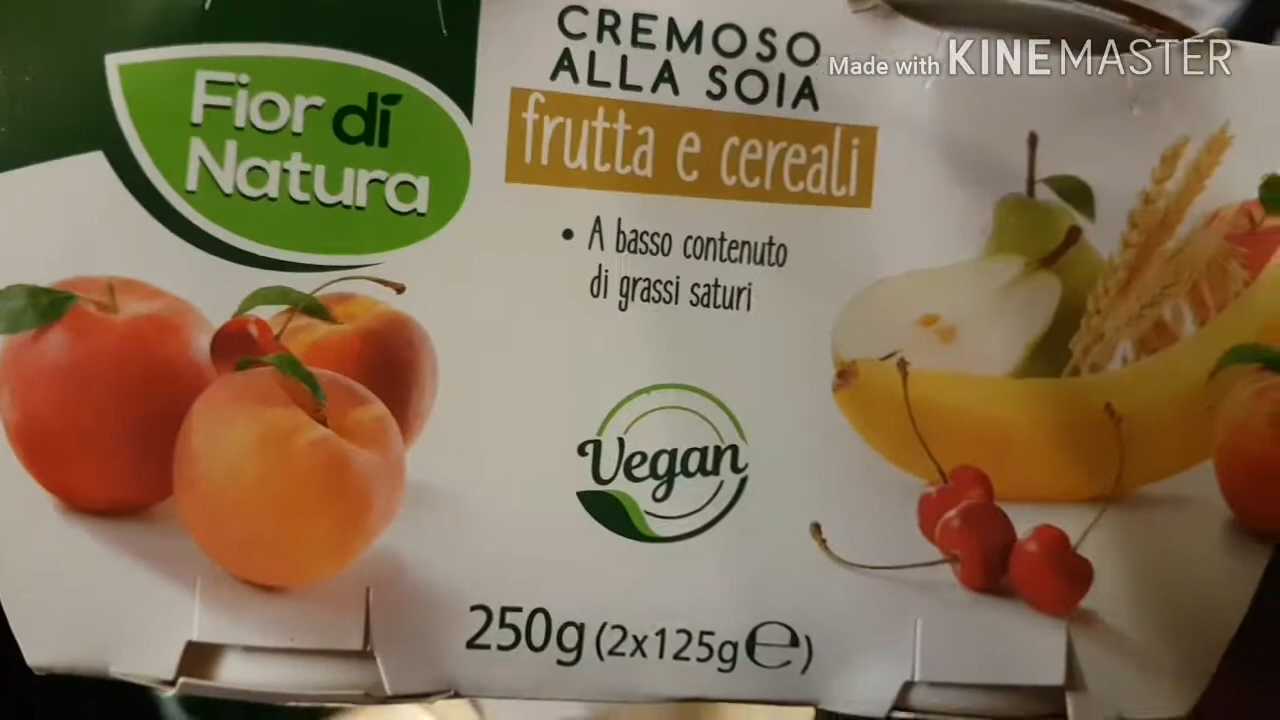 CREMOSO
ALLA SOIA
Made with KINEMASTER
Fior di
Natura
frutta e cereali
• A basso contenuto
di grassi saturi
Vegan
250g (2x125g℮)